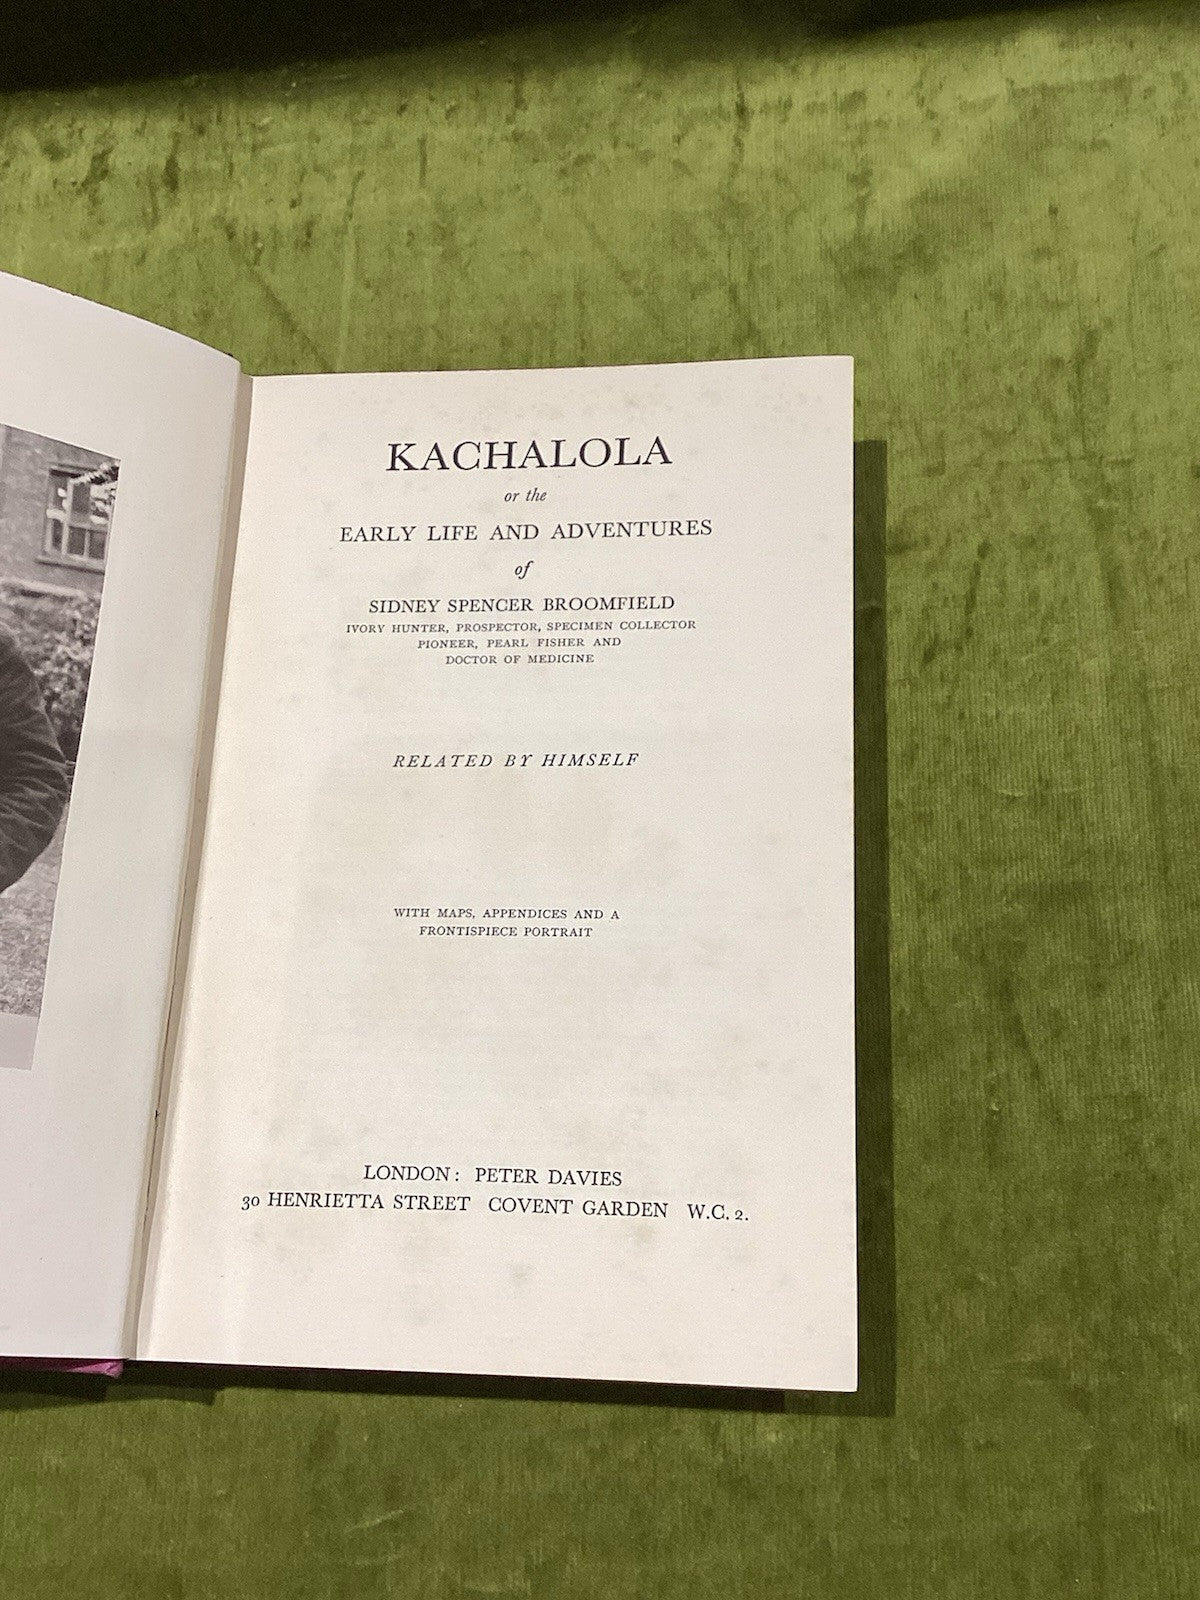 KACHALOLA
or the
EARLY LIFE AND ADVENTURES
of
SIDNEY SPENCER BROOMFIELD
IVORY HUNTER, PROSPECTOR, SPECIMEN COLLECTOR
PIONEER, PEARL FISHER AND
DOCTOR OF MEDICINE
RELATED BY HIMSELF
WITH MAPS, APPENDICES AND A
FRONTISPIECE PORTRAIT
LONDON: PETER DAVIES
30 HENRIETTA STREET COVENT GARDEN W.C.2.